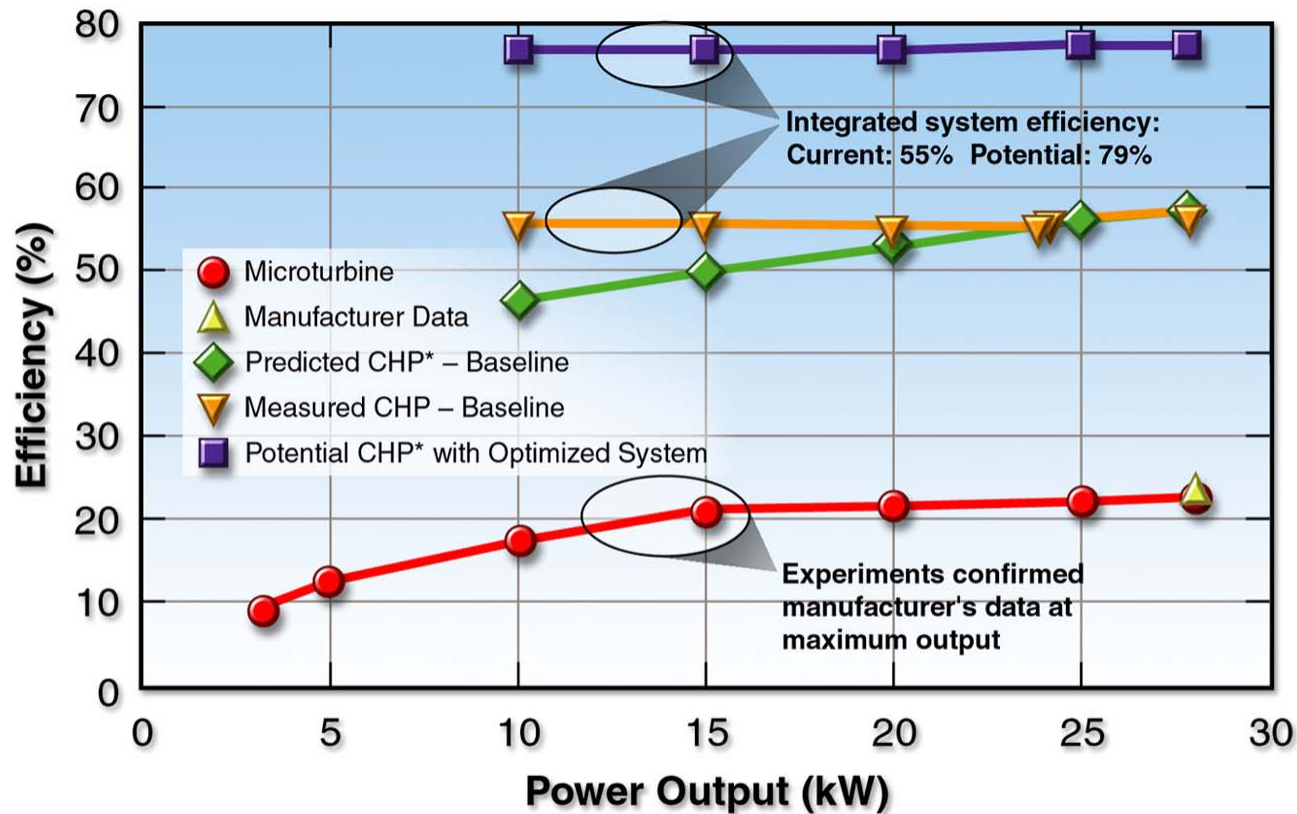 80
70
60
50
40
30
20
10
0
Efficiency (%)
Integrated system efficiency:
Current: 55%  Potential: 79%
Microturbine
Manufacturer Data
Predicted CHP* – Baseline
Measured CHP – Baseline
Potential CHP* with Optimized System
Experiments confirmed
manufacturer's data at
maximum output
0 5 10 15 20 25 30
Power Output (kW)